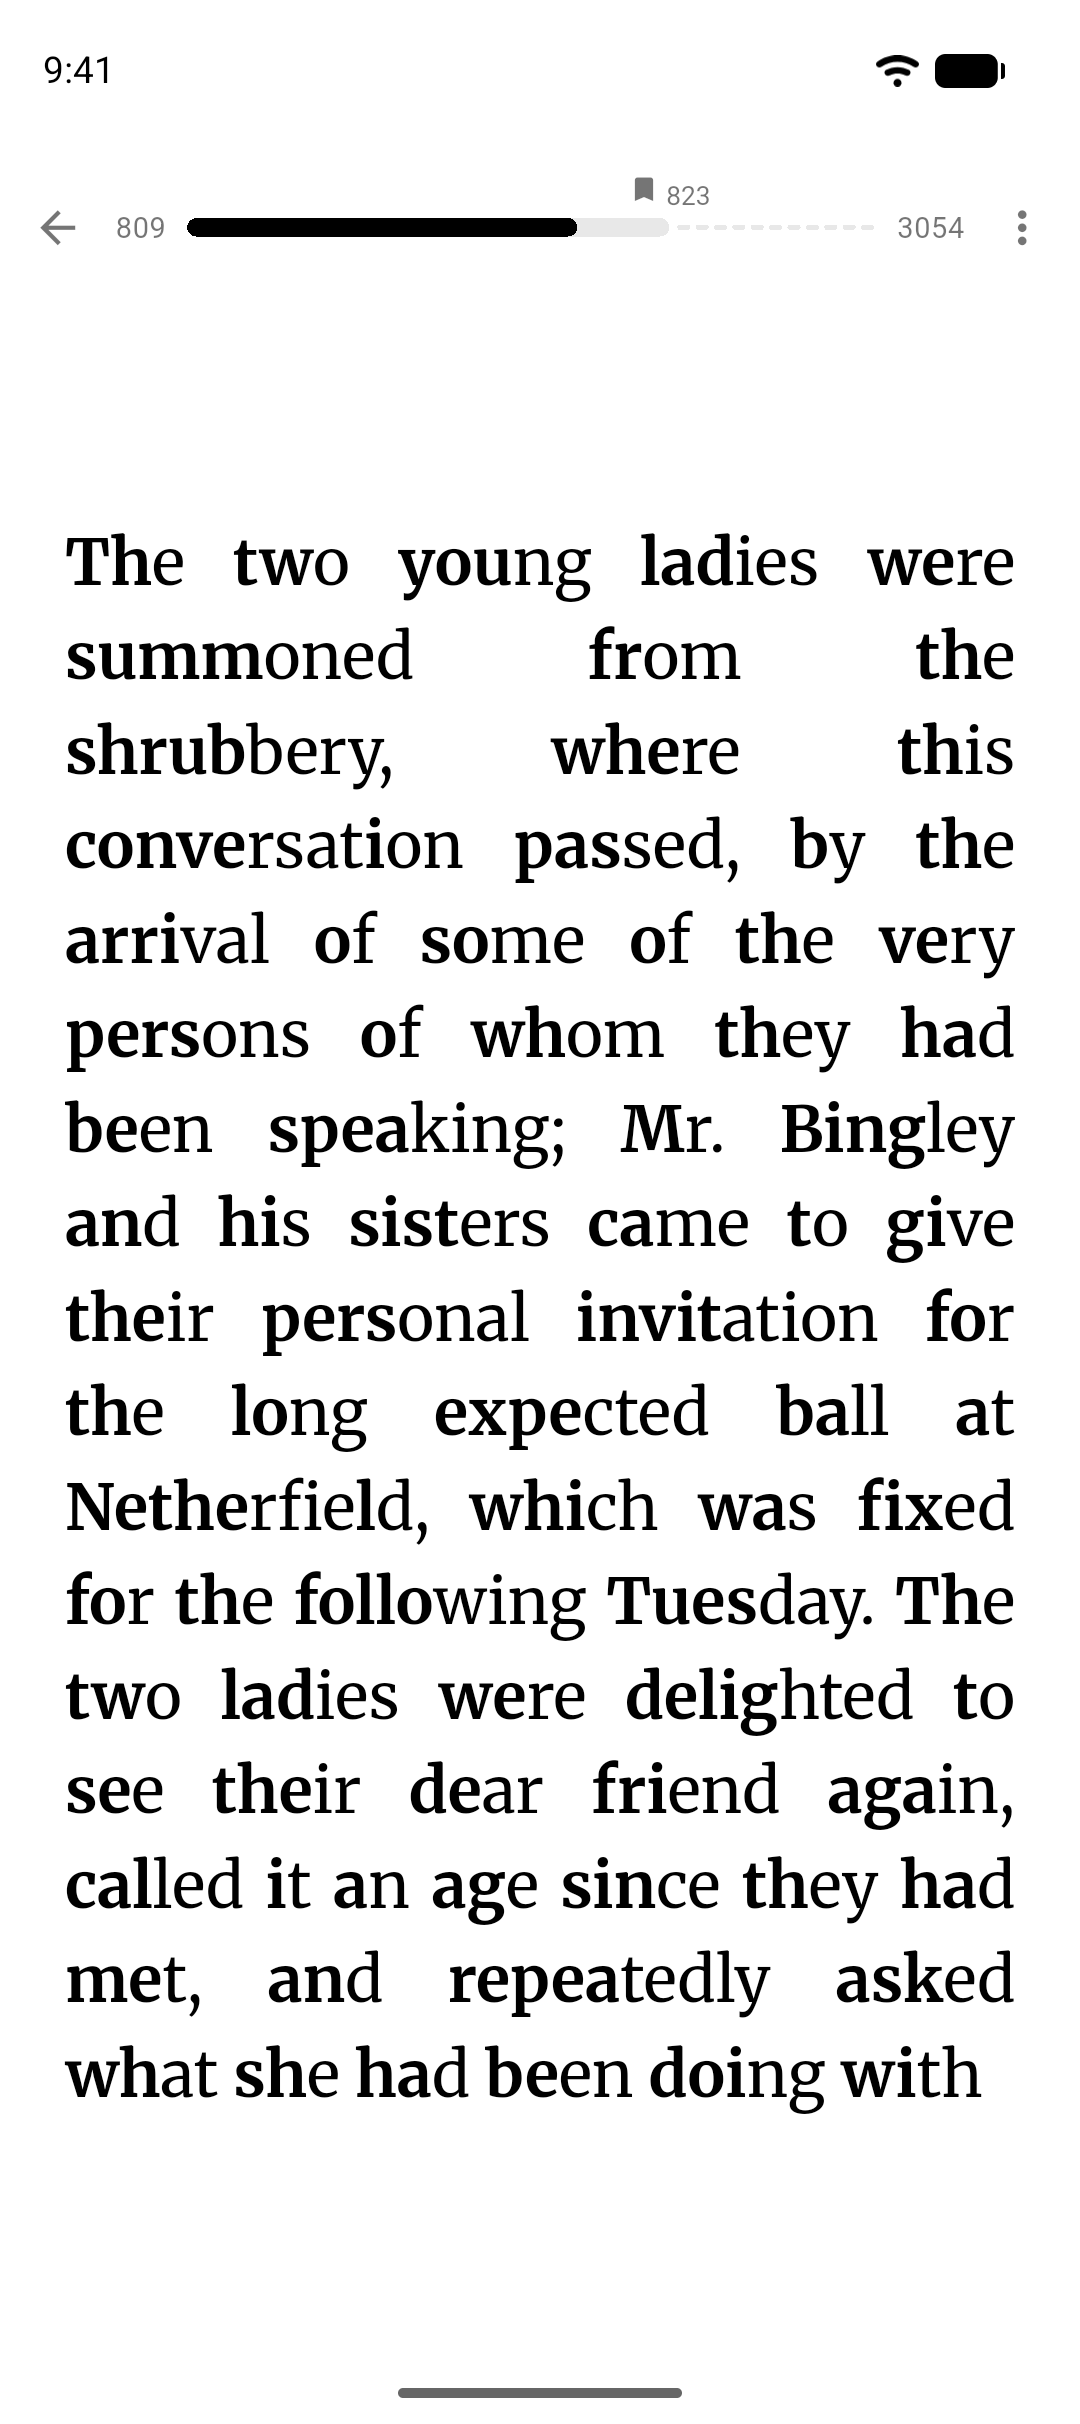 9:41
823
809
3054
The two young ladies were
summoned from the
shrubbery, where this
conversation passed, by the
arrival of some of the very
persons of whom they had
been speaking; Mr. Bingley
and his sisters came to give
their personal invitation for
the long expected ball at
Netherfield, which was fixed
for the following Tuesday. The
two ladies were delighted to
see their dear friend again,
called it an age since they had
met, and repeatedly asked
what she had been doing with